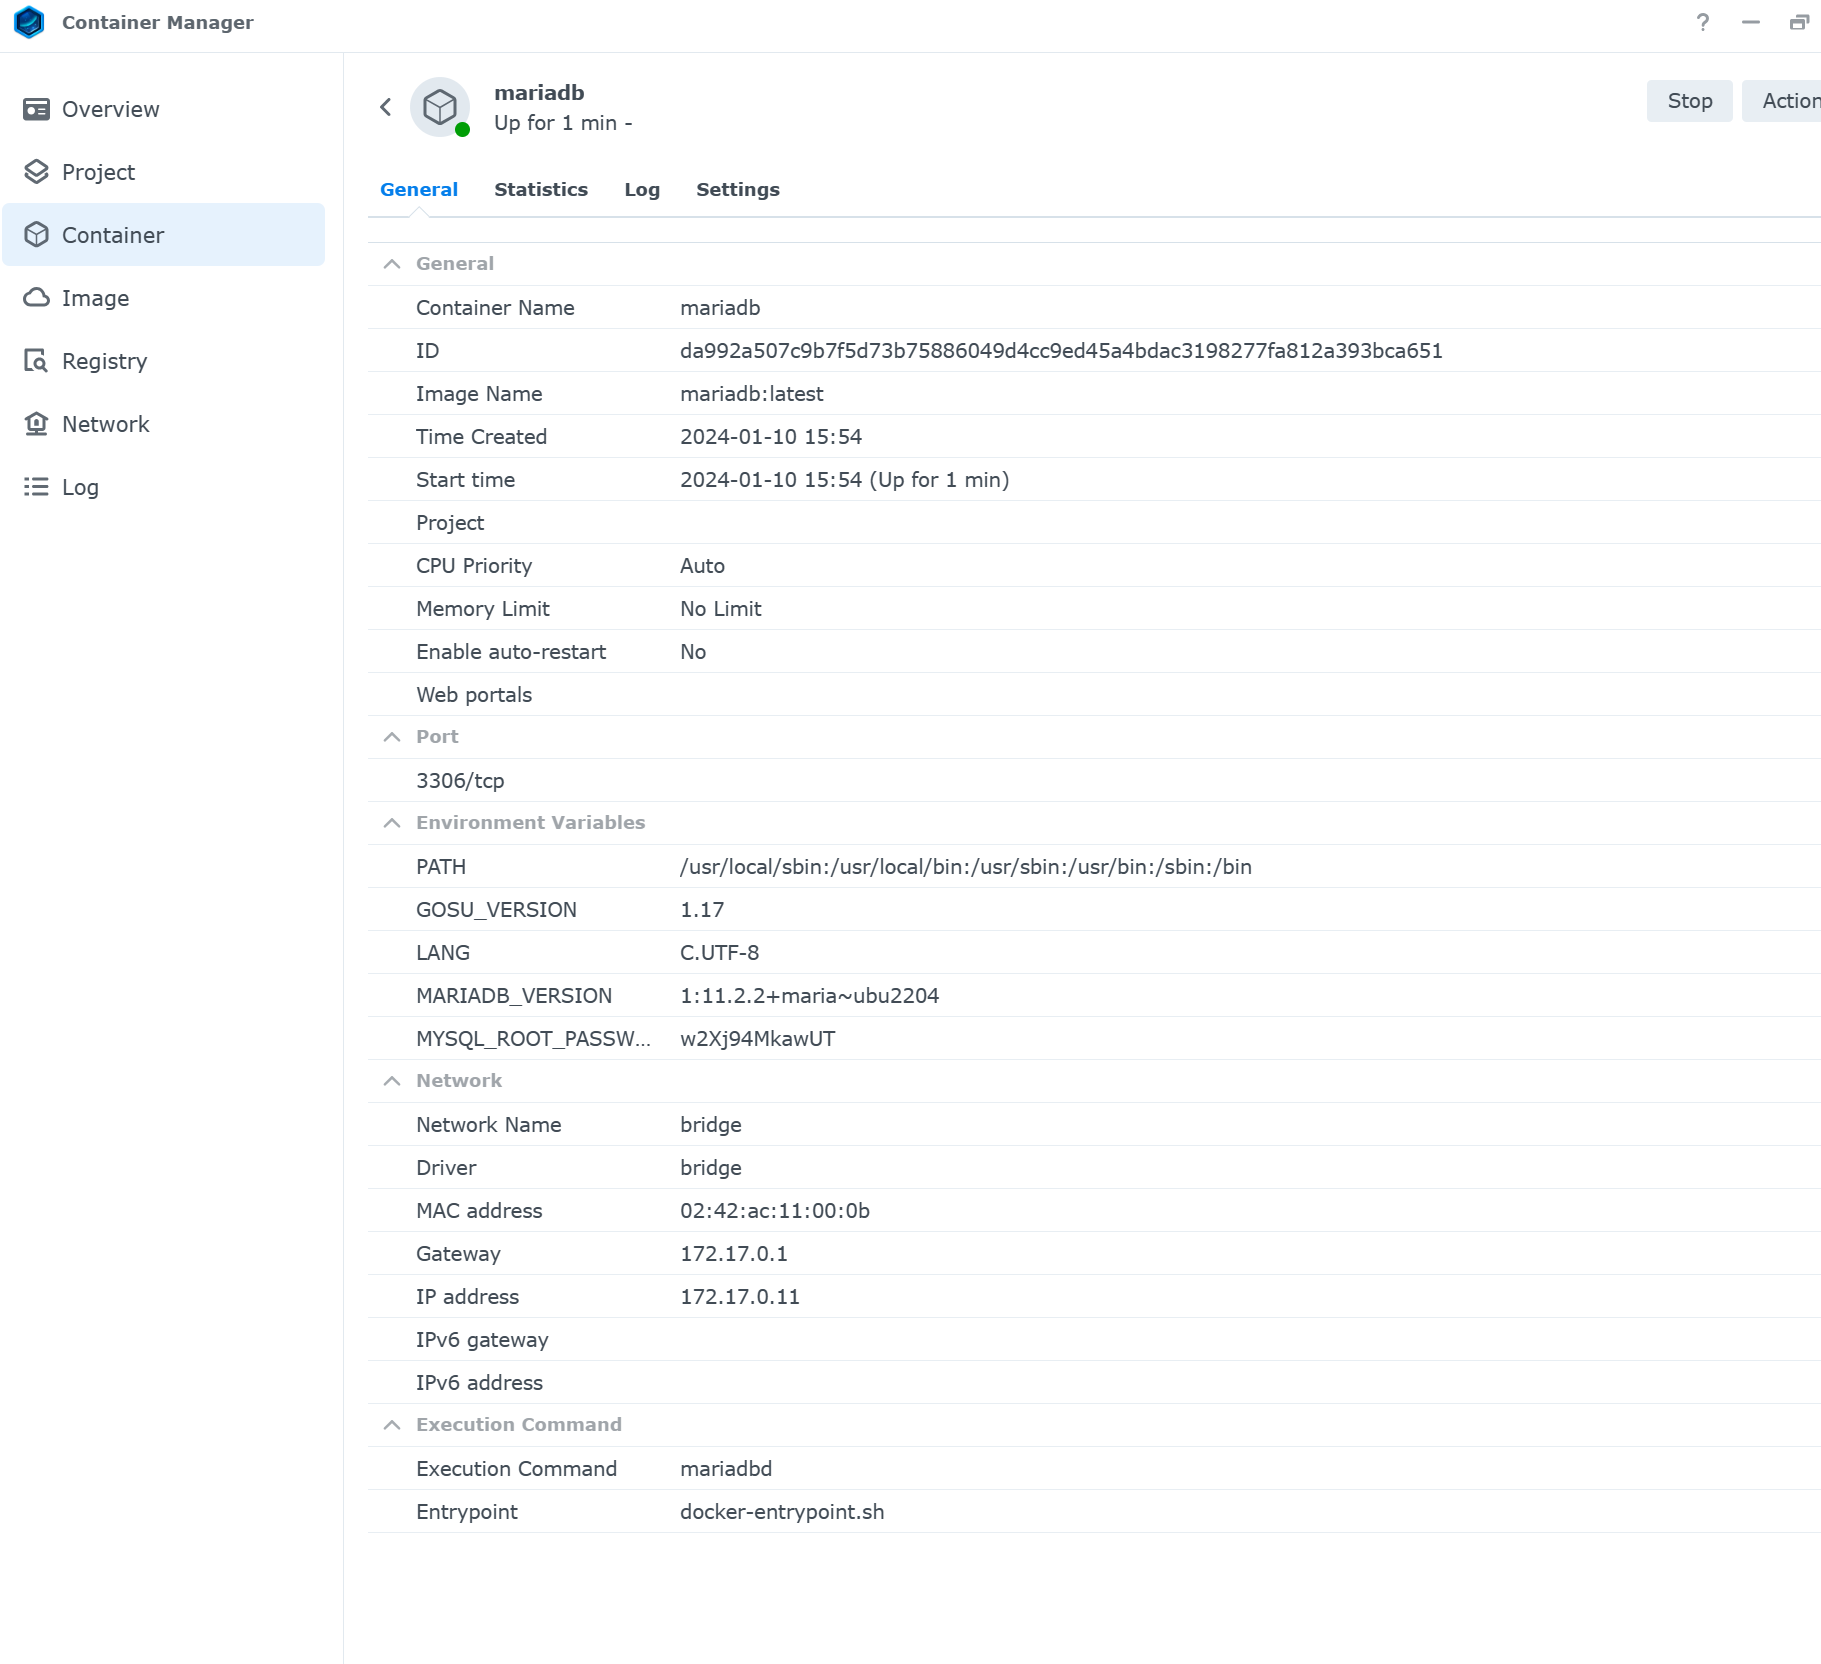 Container Manager
?
Overview
Project
Container
Image
Registry
Network
Log
mariadb
Up for 1 min -
Stop
Action
General Statistics Log Settings
General
Container Name mariadb
ID da992a507c9b7f5d73b75886049d4cc9ed45a4bdac3198277fa812a393bca651
Image Name mariadb:latest
Time Created 2024-01-10 15:54
Start time 2024-01-10 15:54 (Up for 1 min)
Project
CPU Priority Auto
Memory Limit No Limit
Enable auto-restart No
Web portals
Port
3306/tcp
Environment Variables
PATH /usr/local/sbin:/usr/local/bin:/usr/sbin:/usr/bin:/sbin:/bin
GOSU_VERSION 1.17
LANG C.UTF-8
MARIADB_VERSION 1:11.2.2+maria~ubu2204
MYSQL_ROOT_PASSW... w2Xj94MkawUT
Network
Network Name bridge
Driver bridge
MAC address 02:42:ac:11:00:0b
Gateway 172.17.0.1
IP address 172.17.0.11
IPv6 gateway
IPv6 address
Execution Command
Execution Command mariadbd
Entrypoint docker-entrypoint.sh